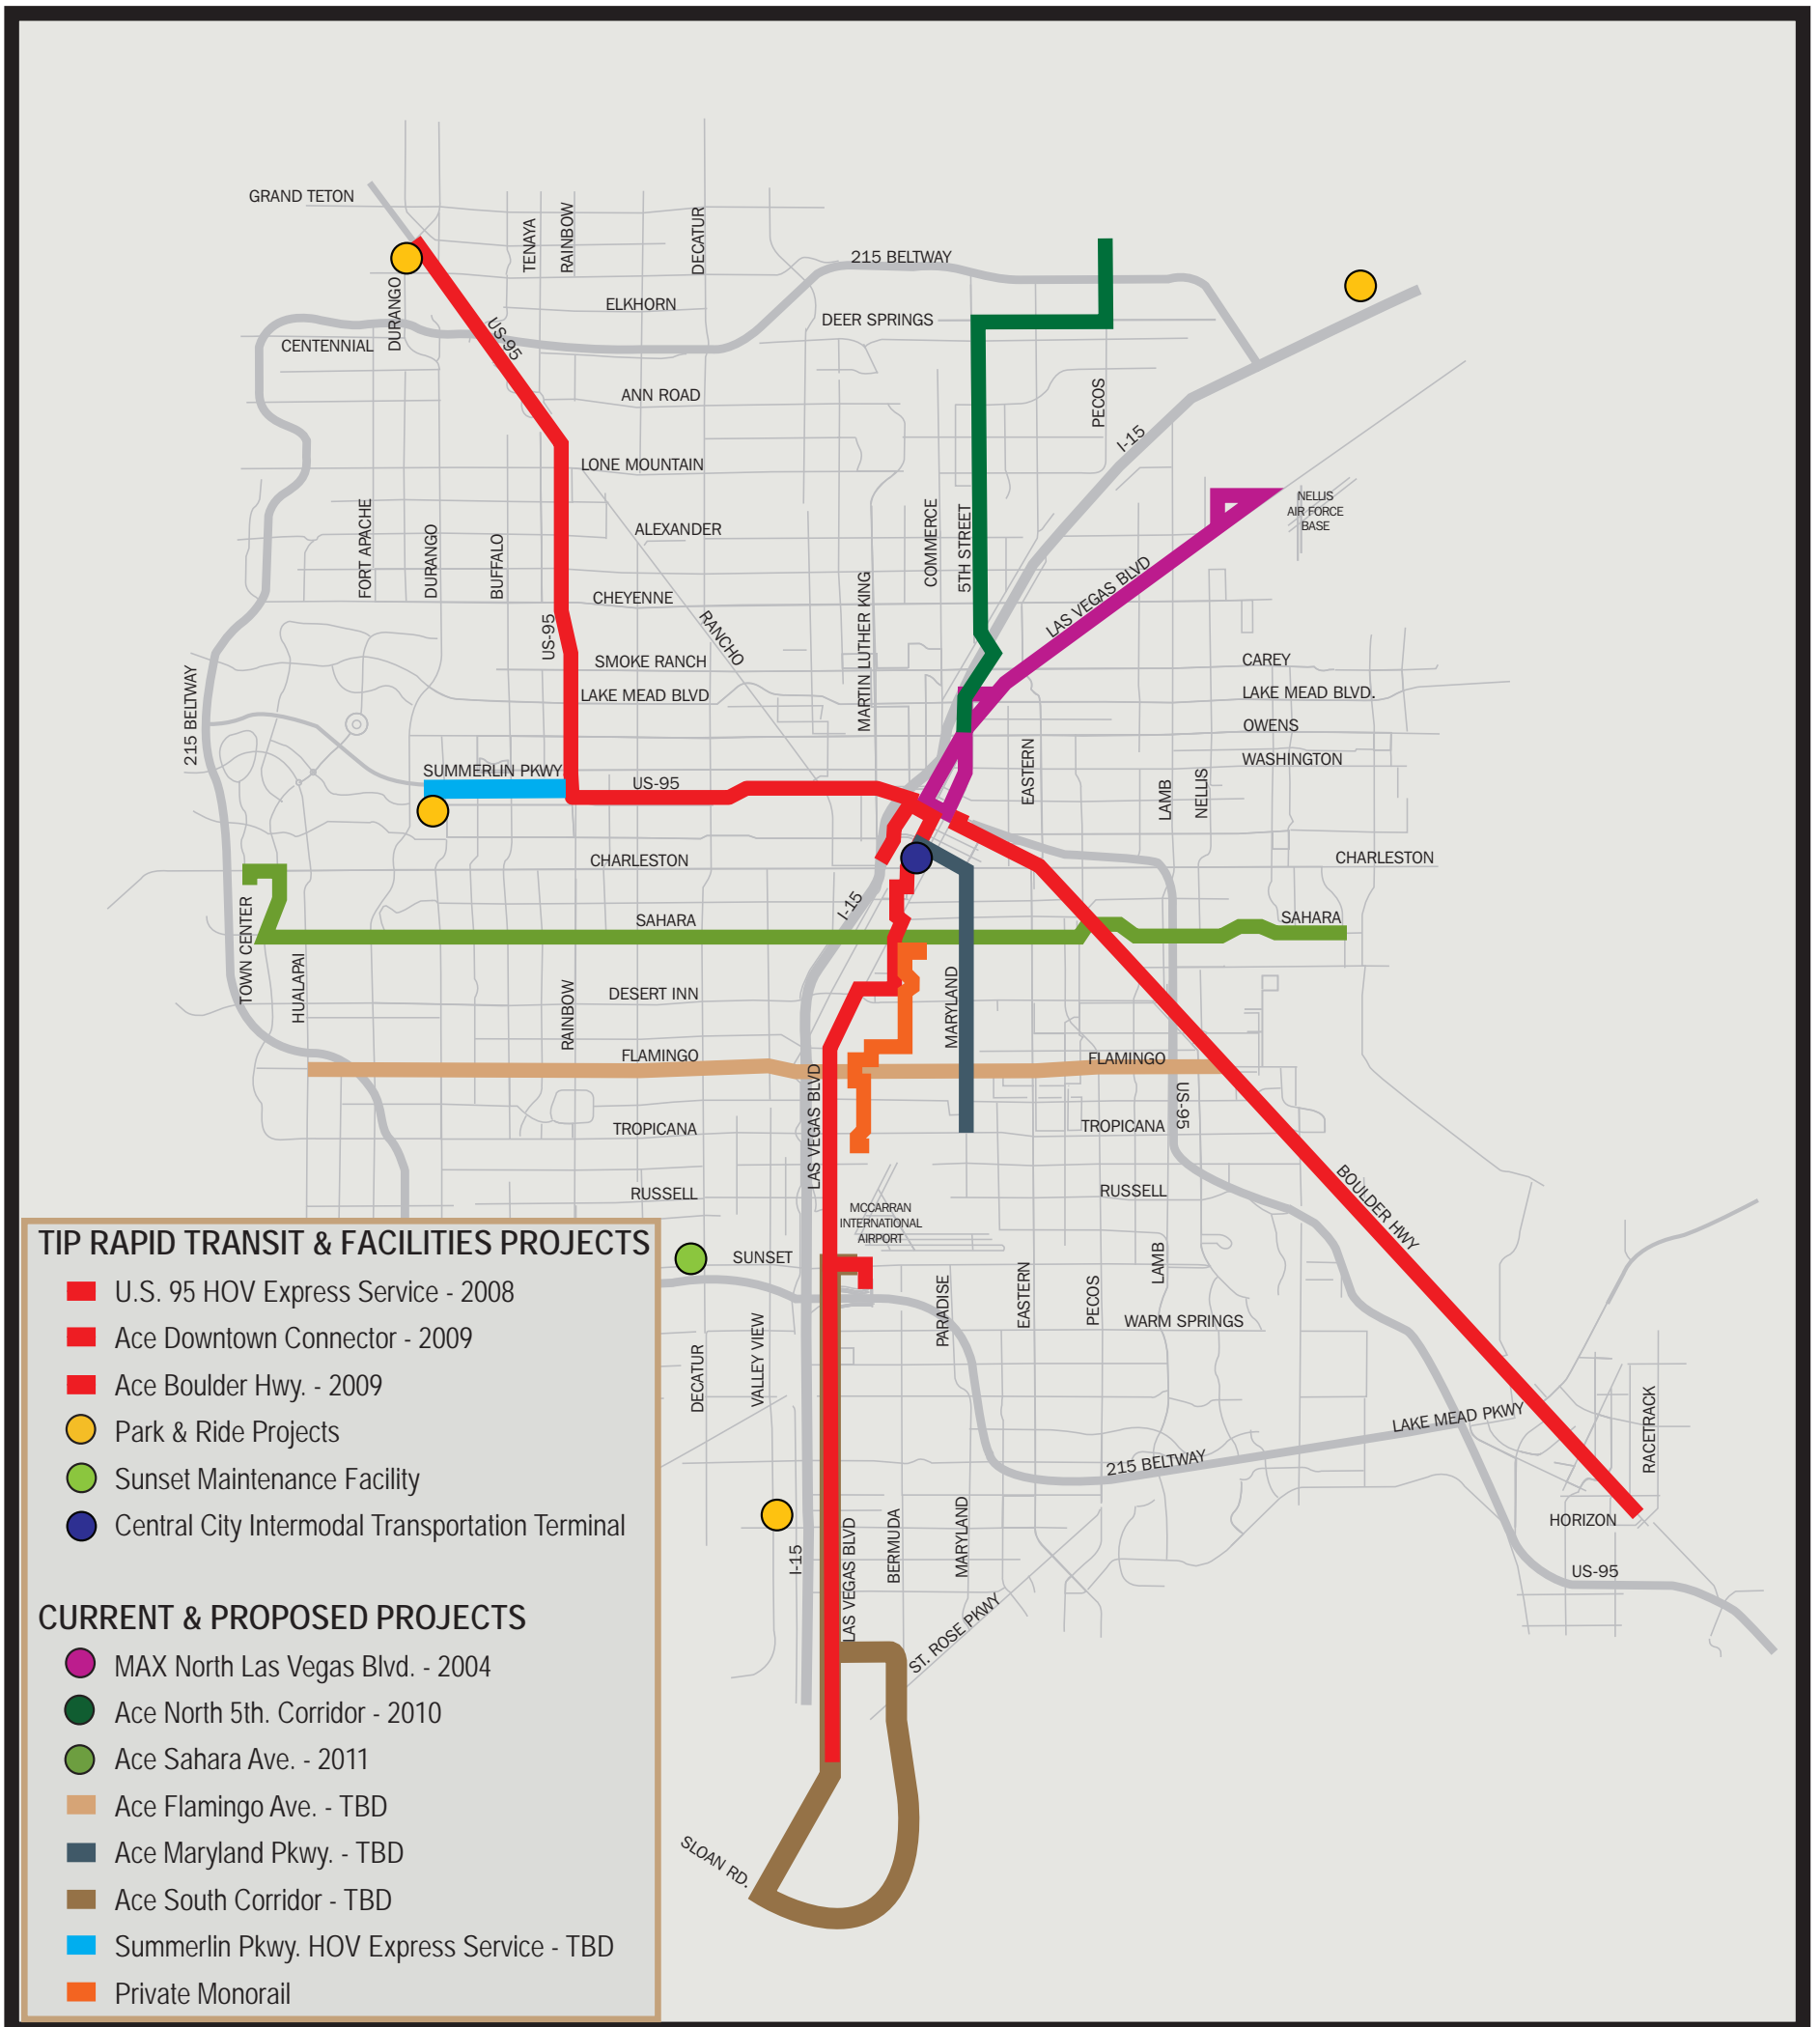 GRAND TETON
TENAYA
RAINBOW
DECATUR
215 BELTWAY
DURANGO
US-95
ELKHORN
DEER SPRINGS
CENTENNIAL
ANN ROAD
PECOS
I-15
LONE MOUNTAIN
NELLIS
AIR FORCE
BASE
FORT APACHE
DURANGO
BUFFALO
ALEXANDER
COMMERCE
5TH STREET
MARTIN LUTHER KING
LAS VEGAS BLVD
CHEYENNE
RANCHO
US-95
SMOKE RANCH
CAREY
LAKE MEAD BLVD
LAKE MEAD BLVD.
215 BELTWAY
OWENS
EASTERN
WASHINGTON
SUMMERLIN PKWY
US-95
LAMB
NELLIS
CHARLESTON
CHARLESTON
I-15
SAHARA
SAHARA
TOWN CENTER
HUALAPAI
RAINBOW
DESERT INN
MARYLAND
FLAMINGO
FLAMINGO
LAS VEGAS BLVD
US-95
TROPICANA
TROPICANA
RUSSELL
RUSSELL
BOULDER HWY
MCCARRAN
INTERNATIONAL
AIRPORT
SUNSET
LAMB
PARADISE
EASTERN
PECOS
WARM SPRINGS
DECATUR
VALLEY VIEW
LAKE MEAD PKWY
RACETRACK
215 BELTWAY
I-15
LAS VEGAS BLVD
BERMUDA
MARYLAND
HORIZON
US-95
ST. ROSE PKWY
SLOAN RD.
TIP RAPID TRANSIT & FACILITIES PROJECTS
U.S. 95 HOV Express Service - 2008
Ace Downtown Connector - 2009
Ace Boulder Hwy. - 2009
Park & Ride Projects
Sunset Maintenance Facility
Central City Intermodal Transportation Terminal
CURRENT & PROPOSED PROJECTS
MAX North Las Vegas Blvd. - 2004
Ace North 5th. Corridor - 2010
Ace Sahara Ave. - 2011
Ace Flamingo Ave. - TBD
Ace Maryland Pkwy. - TBD
Ace South Corridor - TBD
Summerlin Pkwy. HOV Express Service - TBD
Private Monorail